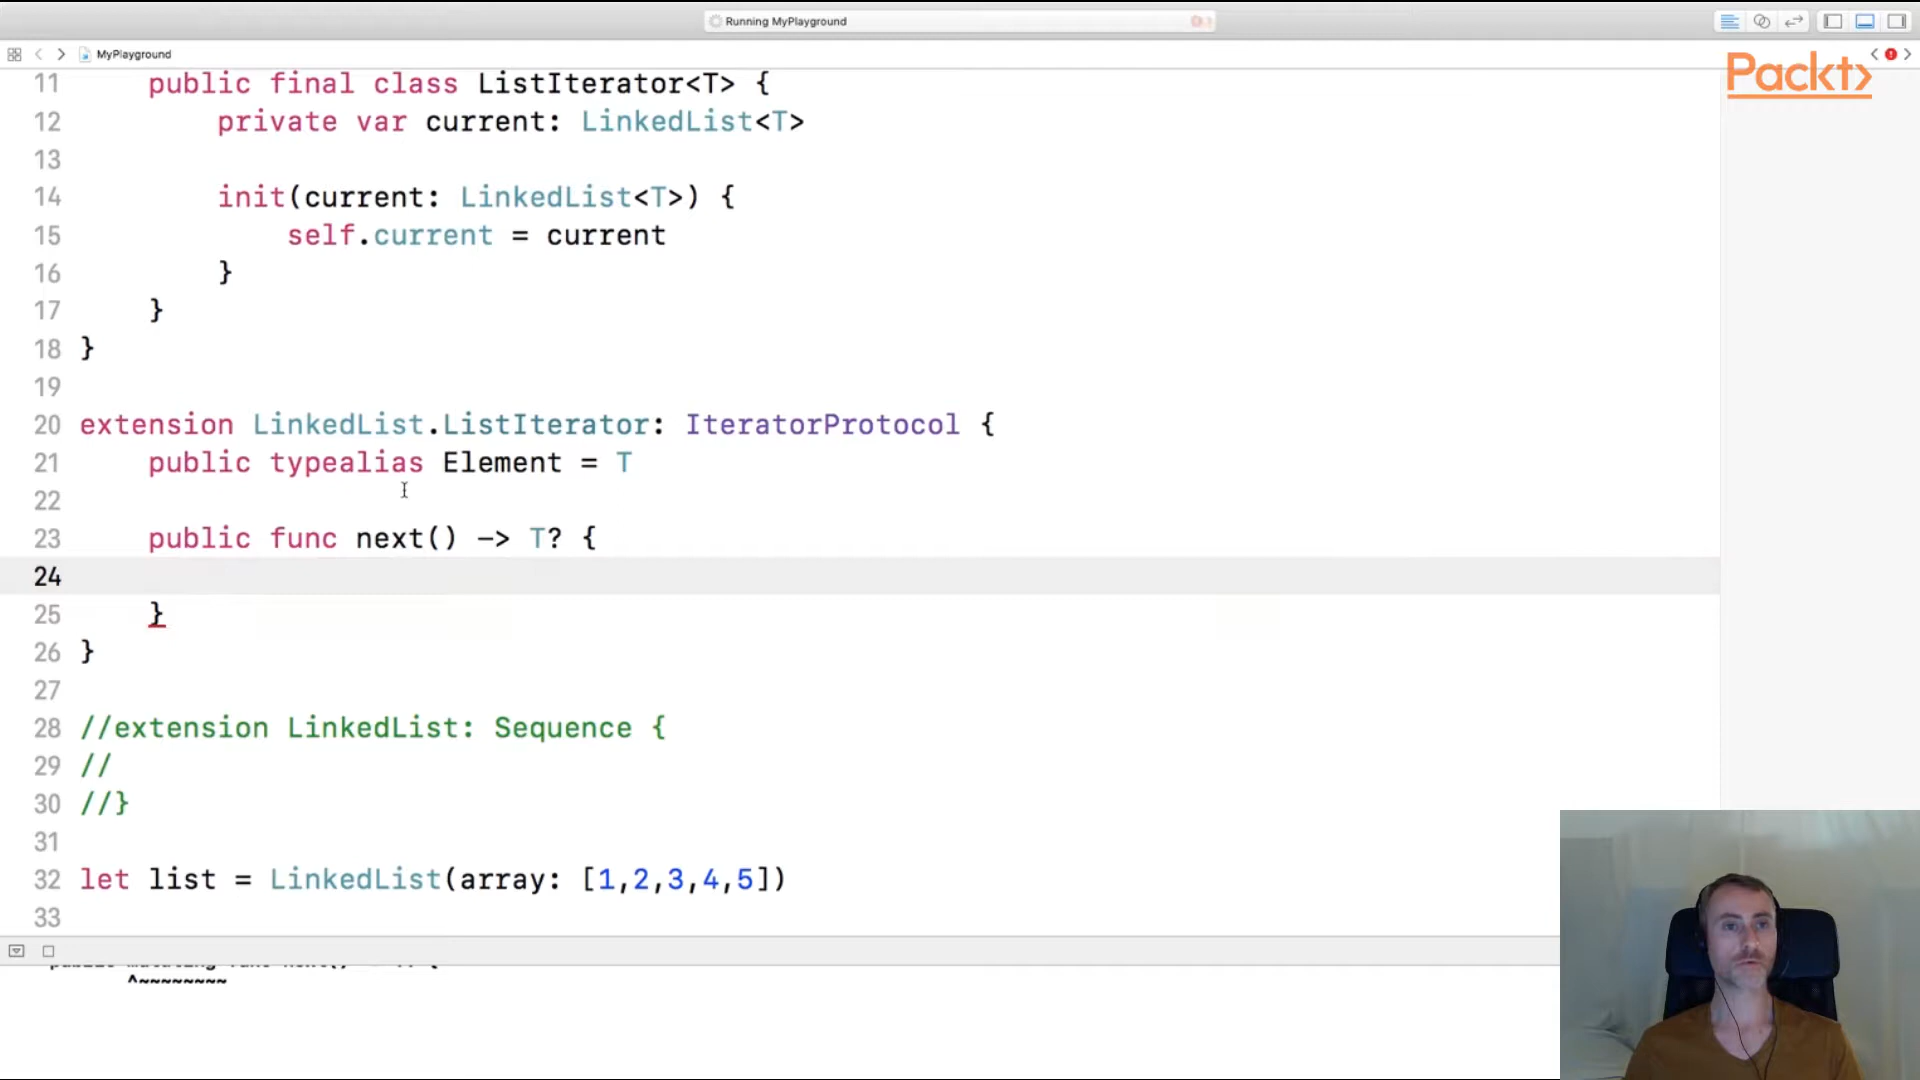 Running MyPlayground
MyPlayground
Packt>
11 public final class ListIterator<T> {
12 private var current: LinkedList<T>
13
14 init(current: LinkedList<T>) {
15 self.current = current
16 }
17 }
18 }
19
20 extension LinkedList.ListIterator: IteratorProtocol {
21 public typealias Element = T
22
23 public func next() -> T? {
24
25 }
26 }
27
28 //extension LinkedList: Sequence {
29 //
30 //}
31
32 let list = LinkedList(array: [1,2,3,4,5])
33
^~~~~~~~~